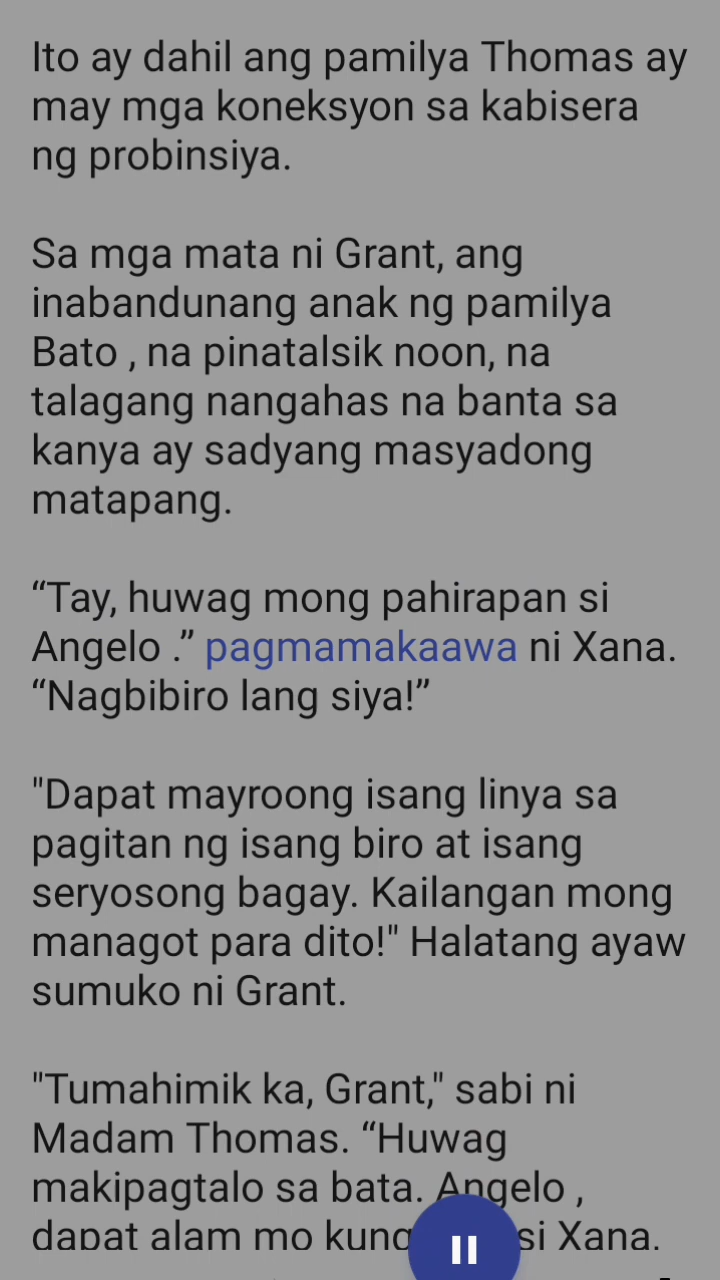 Ito ay dahil ang pamilya Thomas ay
may mga koneksyon sa kabisera
ng probinsiya.
Sa mga mata ni Grant, ang
inabandunang anak ng pamilya
Bato , na pinatalsik noon, na
talagang nangahas na banta sa
kanya ay sadyang masyadong
matapang.
“Tay, huwag mong pahirapan si
Angelo .” pagmamakaawa ni Xana.
“Nagbibiro lang siya!”
"Dapat mayroong isang linya sa
pagitan ng isang biro at isang
seryosong bagay. Kailangan mong
managot para dito!" Halatang ayaw
sumuko ni Grant.
"Tumahimik ka, Grant," sabi ni
Madam Thomas. “Huwag
makipagtalo sa bata. Angelo ,
dapat alam mo kung si Xana.